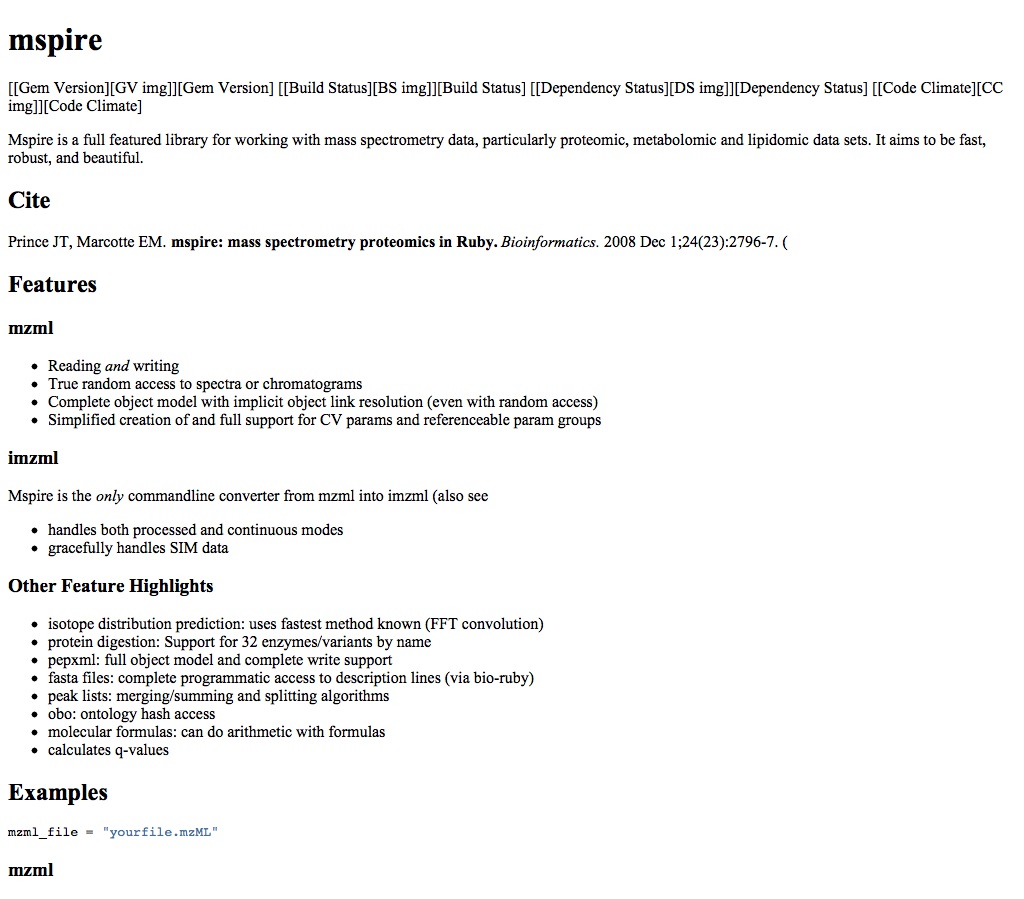 mspire
[[Gem Version][GV img]][Gem Version] [[Build Status][BS img]][Build Status] [[Dependency Status][DS img]][Dependency Status] [[Code Climate][CC
img]][Code Climate]
Mspire is a full featured library for working with mass spectrometry data, particularly proteomic, metabolomic and lipidomic data sets. It aims to be fast,
robust, and beautiful.
Cite
Prince JT, Marcotte EM. mspire: mass spectrometry proteomics in Ruby. Bioinformatics. 2008 Dec 1;24(23):2796-7. (
Features
mzml
• Reading and writing
• True random access to spectra or chromatograms
• Complete object model with implicit object link resolution (even with random access)
• Simplified creation of and full support for CV params and referenceable param groups
imzml
Mspire is the only commandline converter from mzml into imzml (also see
• handles both processed and continuous modes
• gracefully handles SIM data
Other Feature Highlights
• isotope distribution prediction: uses fastest method known (FFT convolution)
• protein digestion: Support for 32 enzymes/variants by name
• pepxml: full object model and complete write support
• fasta files: complete programmatic access to description lines (via bio-ruby)
• peak lists: merging/summing and splitting algorithms
• obo: ontology hash access
• molecular formulas: can do arithmetic with formulas
• calculates q-values
Examples
mzml_file = "yourfile.mzML"
mzml